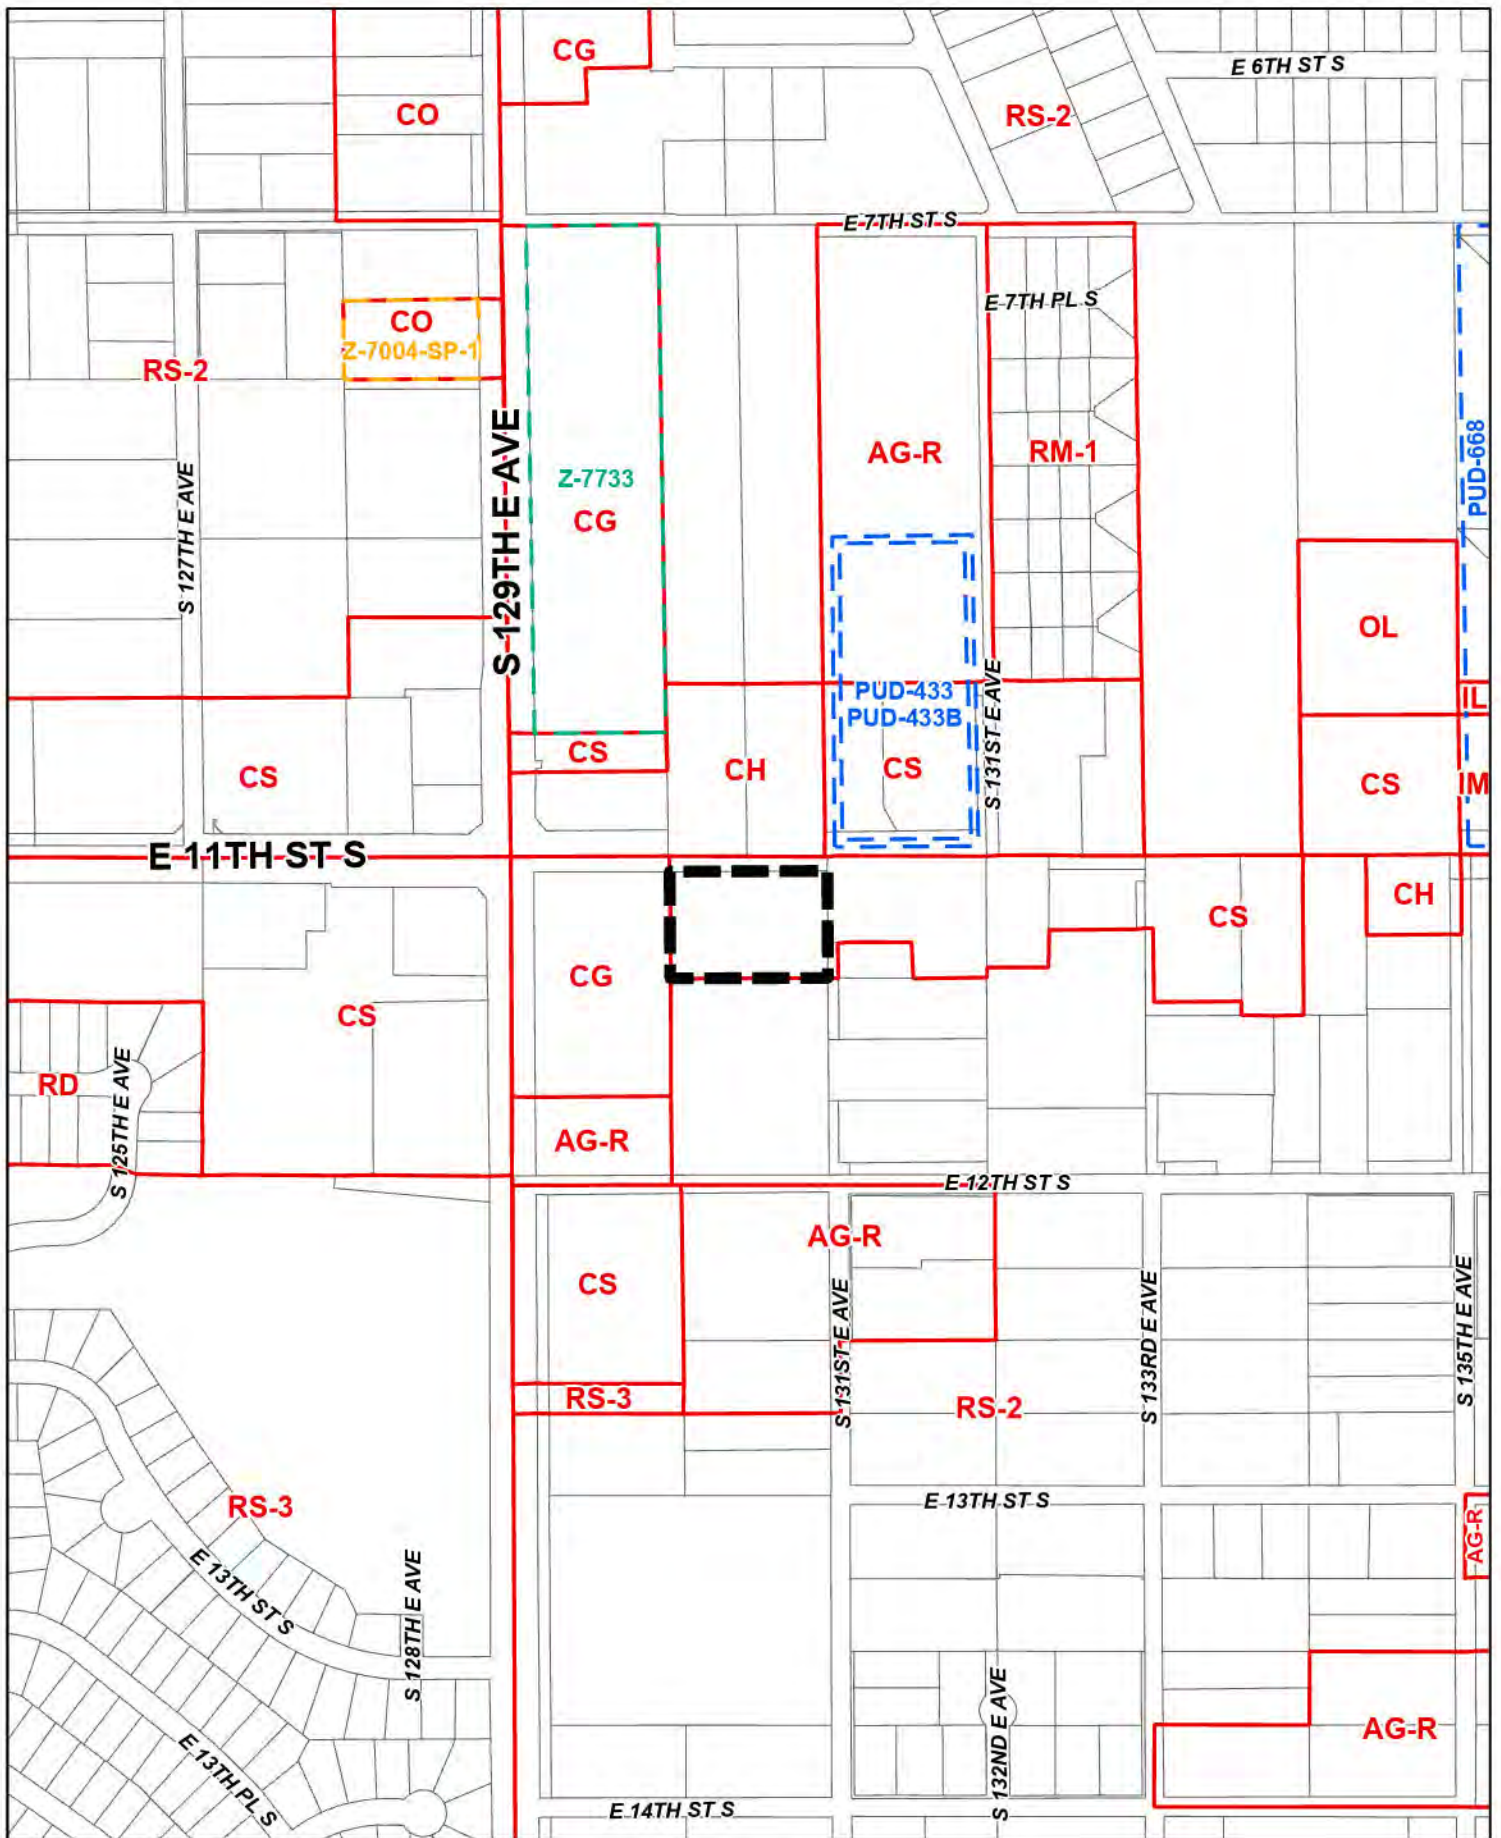 CG
E 6TH ST S
CO
RS-2
E 7TH ST S
E 7TH PL S
CO
Z-7004-SP-1
RS-2
S 129TH E AVE
Z-7733
CG
AG-R
RM-1
PUD-668
S 127TH E AVE
OL
S 131ST E AVE
PUD-433
PUD-433B
IL
CS
CS
CH
CS
CS
IM
E 11TH ST S
CH
CS
CG
CS
RD
S 125TH E AVE
AG-R
E 12TH ST S
AG-R
CS
S 131ST E AVE
S 133RD E AVE
S 135TH E AVE
RS-3
RS-2
RS-3
E 13TH ST S
AG-R
E 13TH ST S
S 128TH E AVE
S 132ND E AVE
AG-R
E 13TH PL S
E 14TH ST S